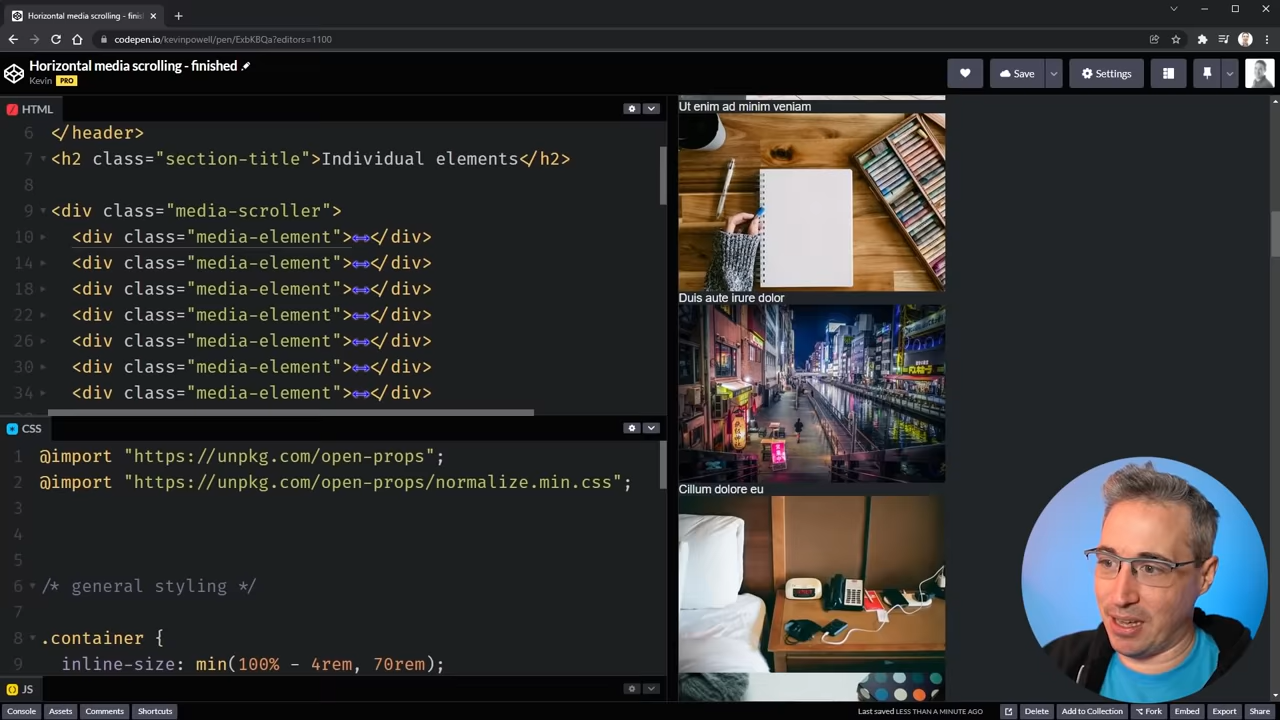 Horizontal media scrolling - finis
codepen.io/kevinpowell/pen/ExbKBQa?editors=1100
Horizontal media scrolling - finished
Kevin PRO
Save
Settings
HTML
6 </header>
7 <h2 class="section-title">Individual elements</h2>
8
9 <div class="media-scroller">
10 <div class="media-element"></div>
14 <div class="media-element"></div>
18 <div class="media-element"></div>
22 <div class="media-element"></div>
26 <div class="media-element"></div>
30 <div class="media-element"></div>
34 <div class="media-element"></div>
CSS
1 @import "https://unpkg.com/open-props";
2 @import "https://unpkg.com/open-props/normalize.min.css";
3
4
5
6 /* general styling */
7
8 .container {
9 inline-size: min(100% - 4rem, 70rem);
JS
Ut enim ad minim veniam
Duis aute irure dolor
Cillum dolore eu
Console Assets Comments Shortcuts
Last saved LESS THAN A MINUTE AGO
Delete Add to Collection Fork Embed Export Share